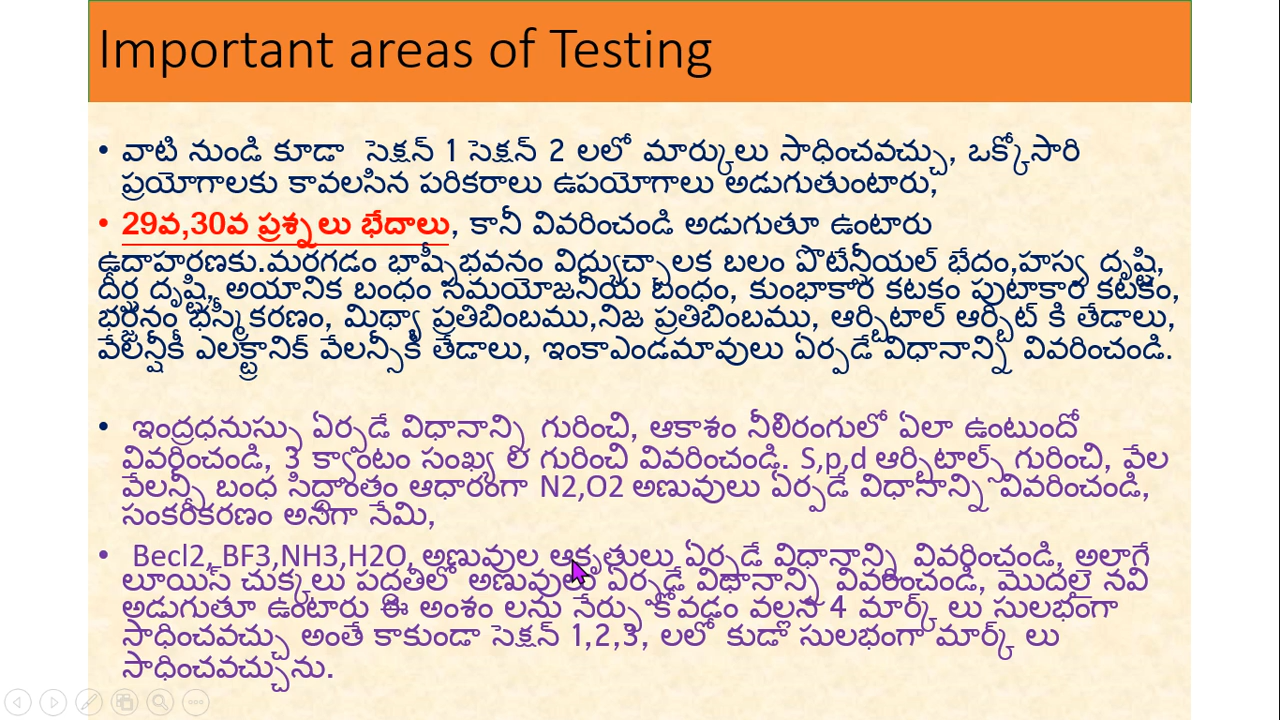 Important areas of Testing
• వాటి నుండి కూడా సెక్షన్ 1 సెక్షన్ 2 లలో మార్కులు సాధించవచ్చు, ఒక్కోసారి
ప్రయోగాలకు కావలసిన పరికరాలు ఉపయోగాలు అడుగుతుంటారు,
• 29వ,30వ ప్రశ్నలు భేదాలు, కానీ వివరించండి అడుగుతూ ఉంటారు
ఉదాహరణకు.మరగడం భాష్పీభవనం విద్యుచ్చాలక బలం పొటేన్షీయల్ భేదం,హస్వ దృష్టి,
దీర్ఘ దృష్టి, అయానిక బంధం సమయోజనీయ బంధం, కుంభాకార కటకం పుటాకార కటకం,
భర్జనం భస్మీకరణం, మిథ్యా ప్రతిబింబము,నిజ ప్రతిబింబము, ఆర్బిటాల్ ఆర్బిట్ కి తేడాలు,
వేలన్షీకీ ఎలక్ట్రానిక్ వేలన్సీకి తేడాలు, ఇంకాఎండమావులు ఏర్పడే విధానాన్ని వివరించండి.
• ఇంద్రధనుస్సు ఏర్పడే విధానాన్ని గురించి, ఆకాశం నీలిరంగులో ఏలా ఉంటుందో
వివరించండి, 3 క్వాంటం సంఖ్య ల గురించి వివరించండి. S,p,d ఆర్బిటాల్స్ గురించి, వేల
వేలన్సీ బంధ సిద్ధాంతం ఆధారంగా N2,O2 అణువులు ఏర్పడే విధానాన్ని వివరించండి,
సంకరీకరణం అనగా నేమి,
• Becl2, BF3,NH3,H2O, అణువుల ఆకృతులు ఏర్పడే విధానాన్ని వివరించండి, అలాగే
లూయిస్ చుక్కలు పద్ధతిలో అణువులు ఏర్పడే విధానాన్ని వివరించండి, మొదలై నవి
అడుగుతూ ఉంటారు ఈ అంశం లను నేర్చు కోవడం వల్లన 4 మార్క్ లు సులభంగా
సాధించవచ్చు అంతే కాకుండా సెక్షన్ 1,2,3, లలో కుడా సులభంగా మార్క్ లు
సాధించవచ్చును.